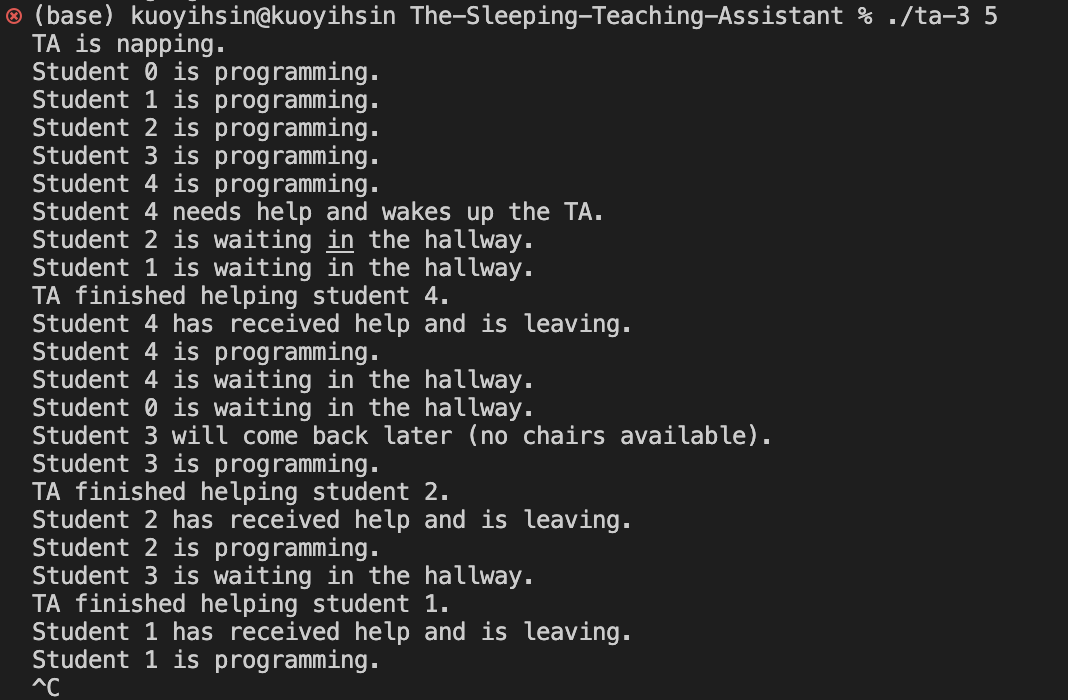 (base) kuoyihsin@kuoyihsin The-Sleeping-Teaching-Assistant % ./ta-3 5
TA is napping.
Student 0 is programming.
Student 1 is programming.
Student 2 is programming.
Student 3 is programming.
Student 4 is programming.
Student 4 needs help and wakes up the TA.
Student 2 is waiting in the hallway.
Student 1 is waiting in the hallway.
TA finished helping student 4.
Student 4 has received help and is leaving.
Student 4 is programming.
Student 4 is waiting in the hallway.
Student 0 is waiting in the hallway.
Student 3 will come back later (no chairs available).
Student 3 is programming.
TA finished helping student 2.
Student 2 has received help and is leaving.
Student 2 is programming.
Student 3 is waiting in the hallway.
TA finished helping student 1.
Student 1 has received help and is leaving.
Student 1 is programming.
^C